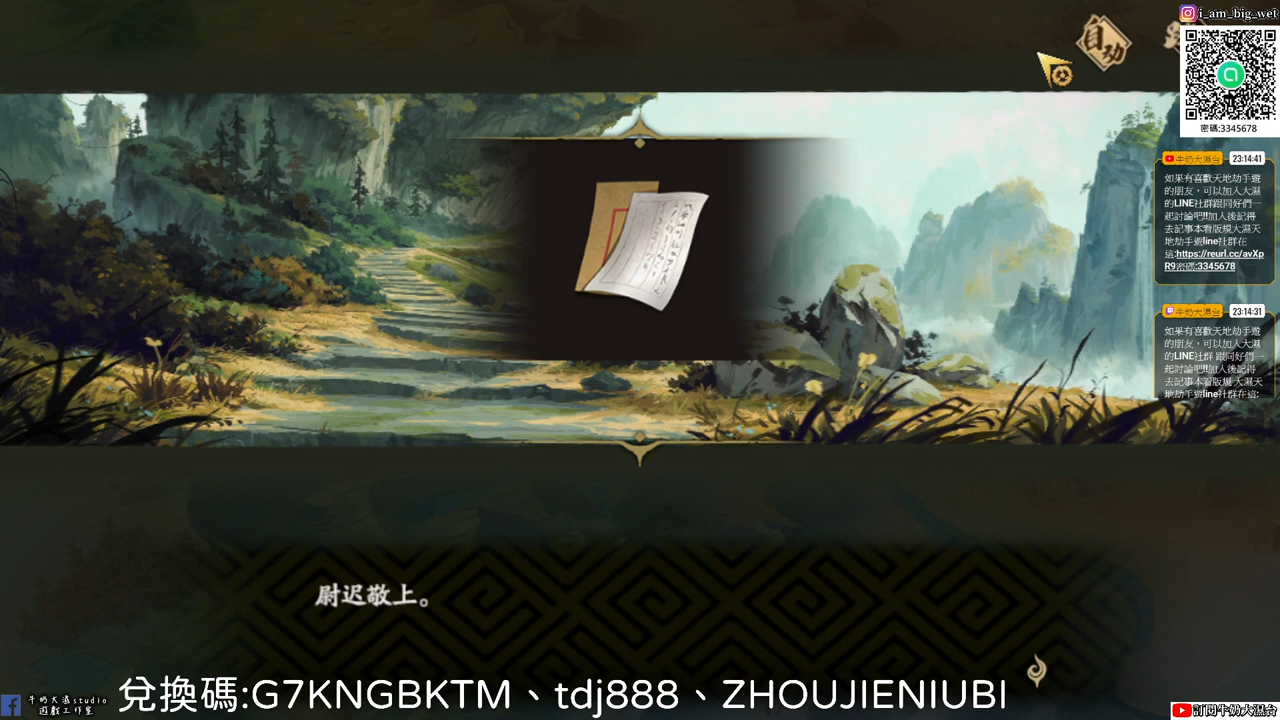 i_am_big_wet
自动
密碼:3345678
牛奶大濕台
23:14:41
如果有喜歡天地劫手遊
的朋友，可以加入大濕
的LINE社群跟同好們一
起討論吧!!加入後記得
去記事本看版規大濕天
地劫手遊line社群在
這:https://reurl.cc/avXp
R9密碼:3345678
牛奶大濕台
23:14:31
如果有喜歡天地劫手遊
的朋友，可以加入大濕
的LINE社群 跟同好們一
起討論吧!!加入後記得
去記事本看版規 大濕天
地劫手遊line社群在這:
尉迟敬上。
牛奶大濕studio
遊戲工作室
兌換碼:G7KNGBKTM、tdj888、ZHOUJIENIUBI
訂閱牛奶大濕台